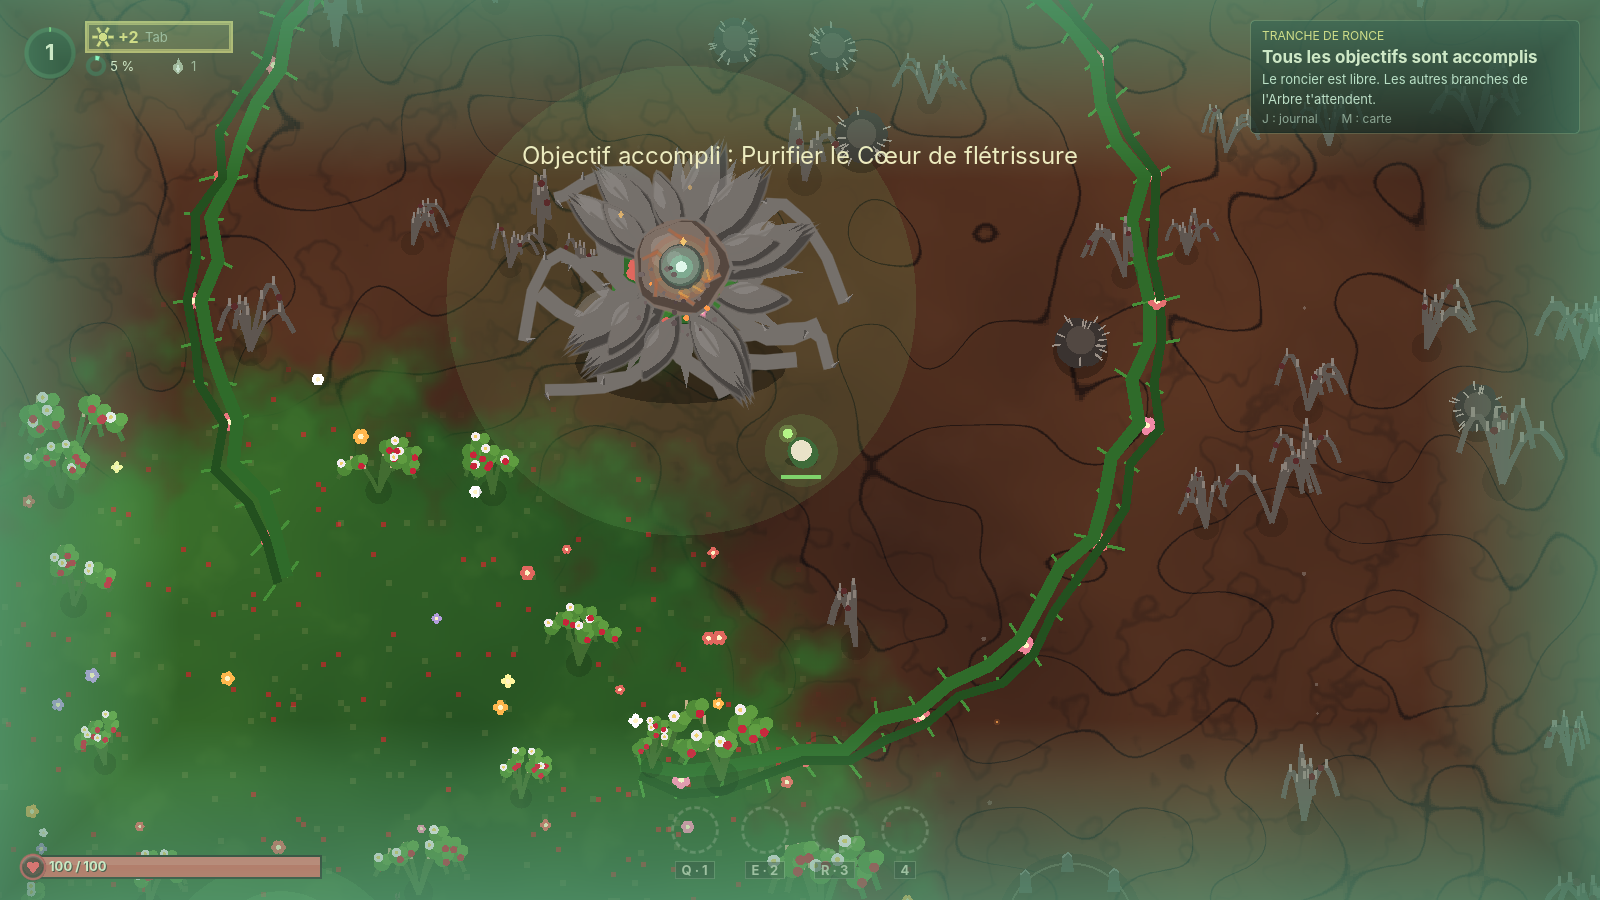 1
+2 Tab
5 %
1
TRANCHE DE RONCE
Tous les objectifs sont accomplis
Le roncier est libre. Les autres branches de
l'Arbre t'attendent.
J : journal · M : carte
Objectif accompli : Purifier le Cœur de flétrissure
100 / 100
Q · 1
E · 2
R · 3
4